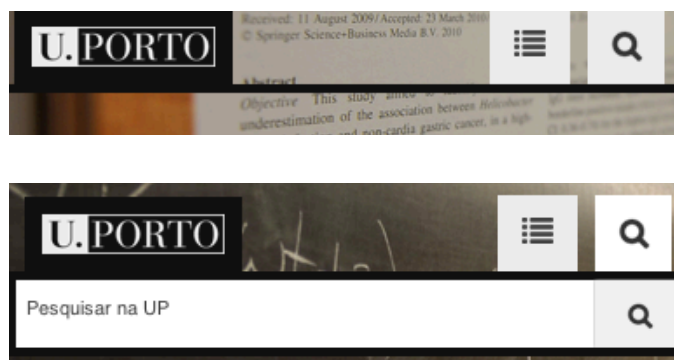 Received: 11 August 2009/Accepted: 23 March 2010
© Springer Science+Business Media B.V. 2010
U. PORTO
Abstract
Objective This study aimed to
underestimation of the association between Helicobacter
and non-cardia gastric cancer, in a high-
U. PORTO
Pesquisar na UP